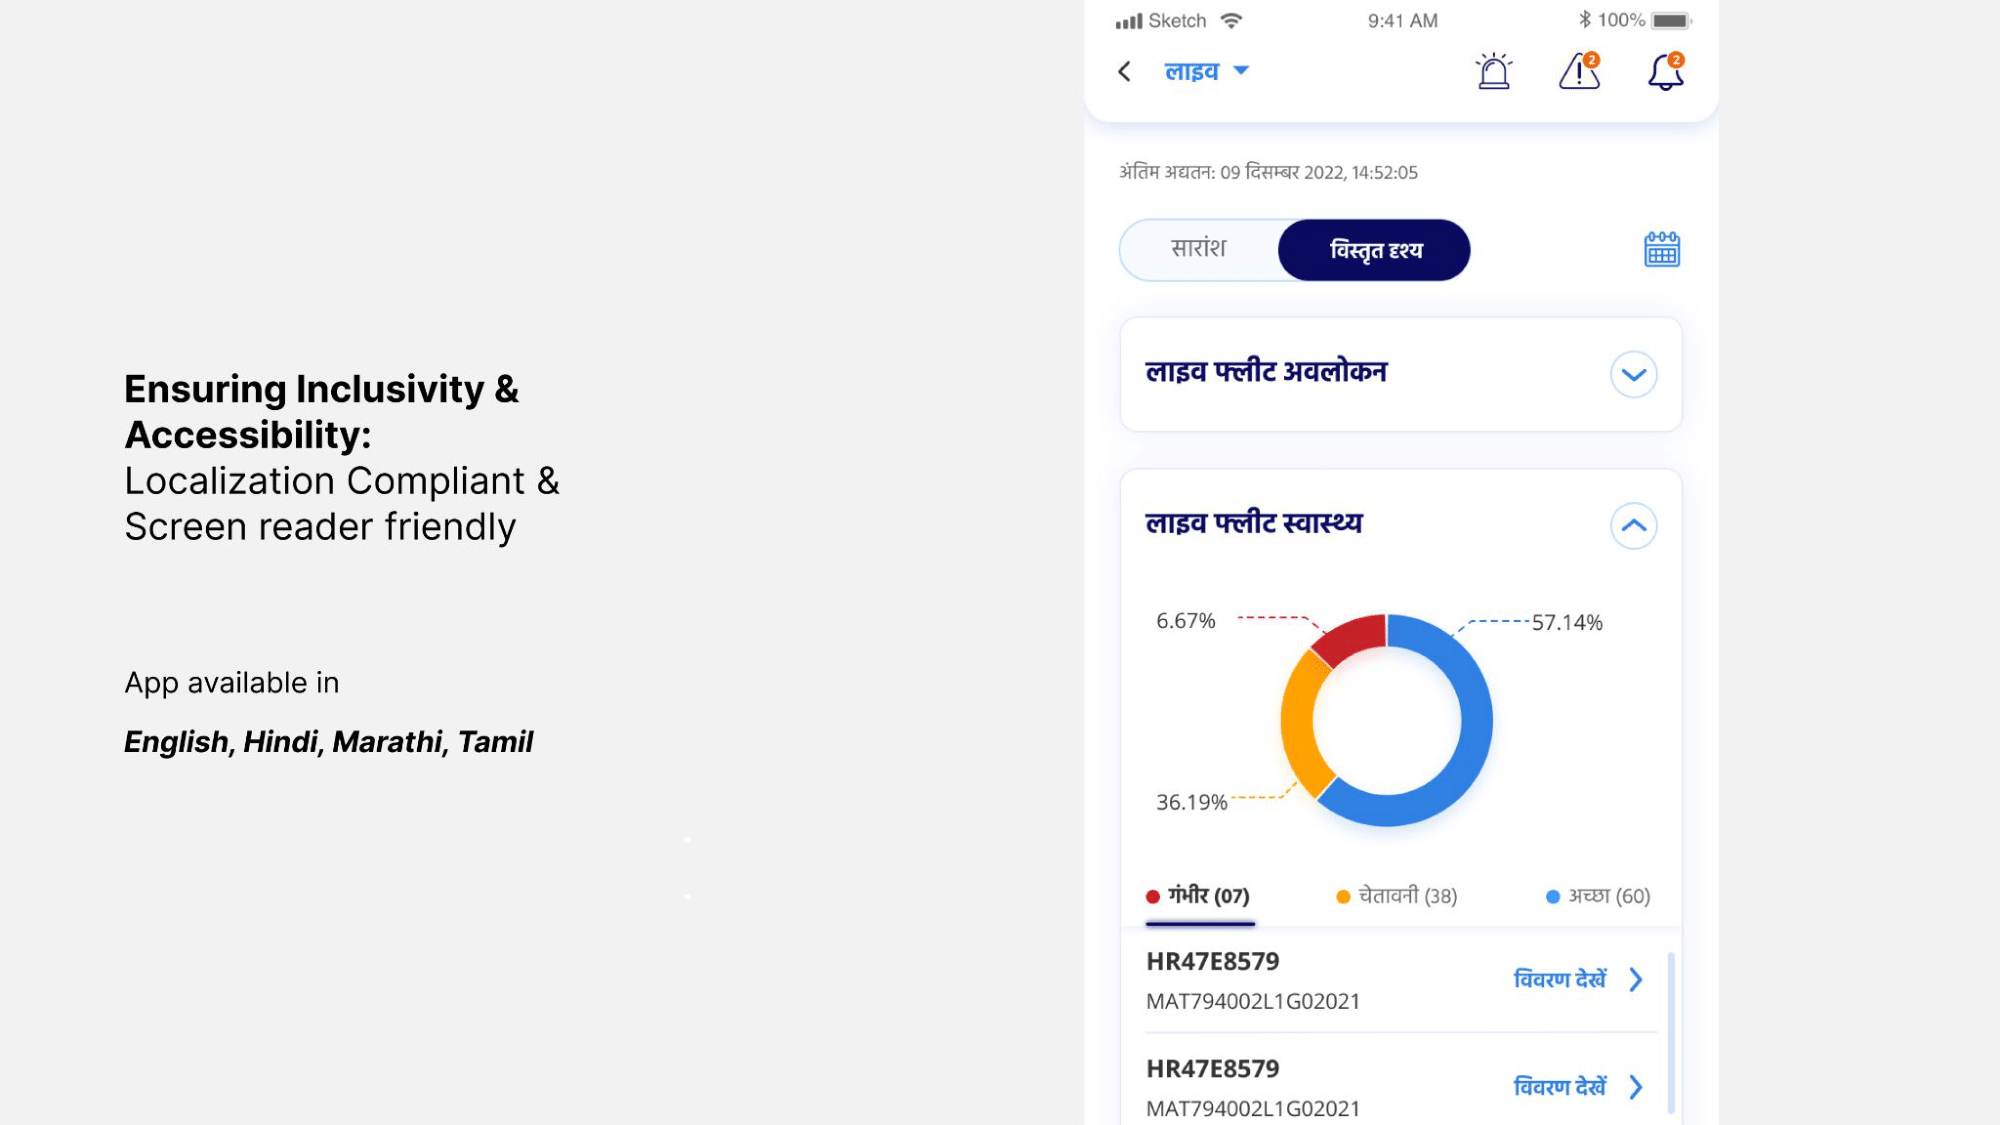 Ensuring Inclusivity &
Accessibility:
Localization Compliant &
Screen reader friendly
App available in
English, Hindi, Marathi, Tamil
Sketch 9:41 AM 100%
लाइव 2 2
अंतिम अद्यतन: 09 दिसम्बर 2022, 14:52:05
सारांश विस्तृत दृश्य
लाइव फ्लीट अवलोकन
लाइव फ्लीट स्वास्थ्य
6.67% 57.14%
36.19%
गंभीर (07) चेतावनी (38) अच्छा (60)
HR47E8579
विवरण देखें
MAT794002L1G02021
HR47E8579
विवरण देखें
MAT794002L1G02021